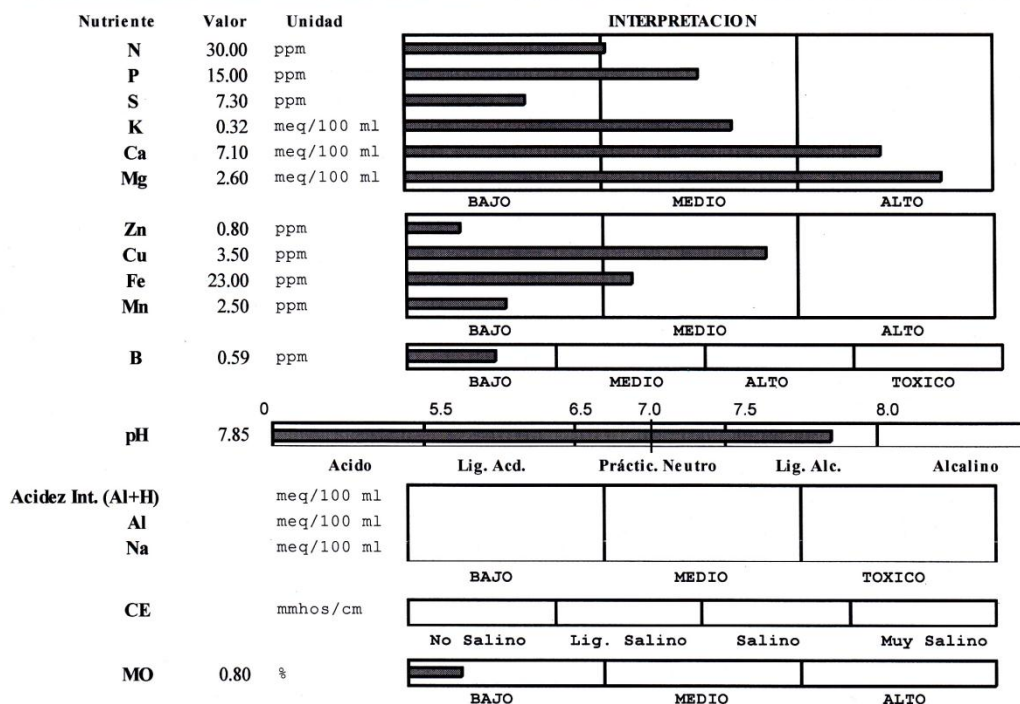 Nutriente Valor Unidad INTERPRETACION
N 30.00 ppm
P 15.00 ppm
S 7.30 ppm
K 0.32 meq/100 ml
Ca 7.10 meq/100 ml
Mg 2.60 meq/100 ml
BAJO MEDIO ALTO
Zn 0.80 ppm
Cu 3.50 ppm
Fe 23.00 ppm
Mn 2.50 ppm
BAJO MEDIO ALTO
B 0.59 ppm
BAJO MEDIO ALTO TOXICO
0 5.5 6.5 7.0 7.5 8.0
pH 7.85
Acido Lig. Acd. Práctic. Neutro Lig. Alc. Alcalino
Acidez Int. (Al+H) meq/100 ml
Al meq/100 ml
Na meq/100 ml
BAJO MEDIO TOXICO
CE mmhos/cm
No Salino Lig. Salino Salino Muy Salino
MO 0.80 %
BAJO MEDIO ALTO